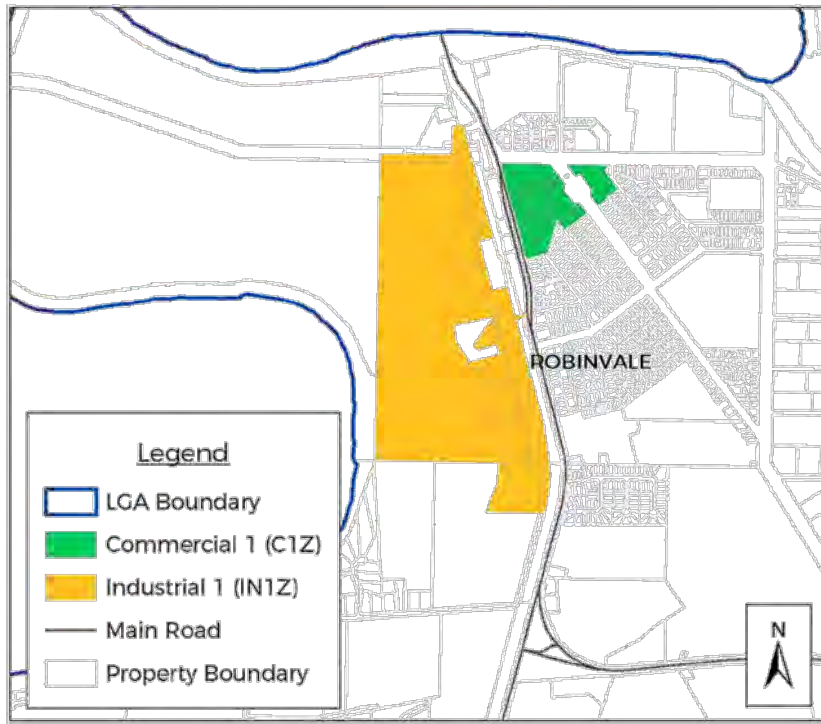 ROBINVALE
Legend
LGA Boundary
Commercial 1 (C1Z)
Industrial 1 (IN1Z)
Main Road
Property Boundary
N